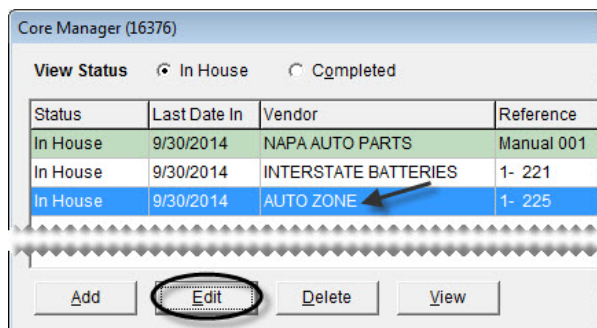 Core Manager (16376)
View Status In House Completed
Status Last Date In Vendor Reference
In House 9/30/2014 NAPA AUTO PARTS Manual 001
In House 9/30/2014 INTERSTATE BATTERIES 1- 221
In House 9/30/2014 AUTO ZONE 1- 225
Add Edit Delete View